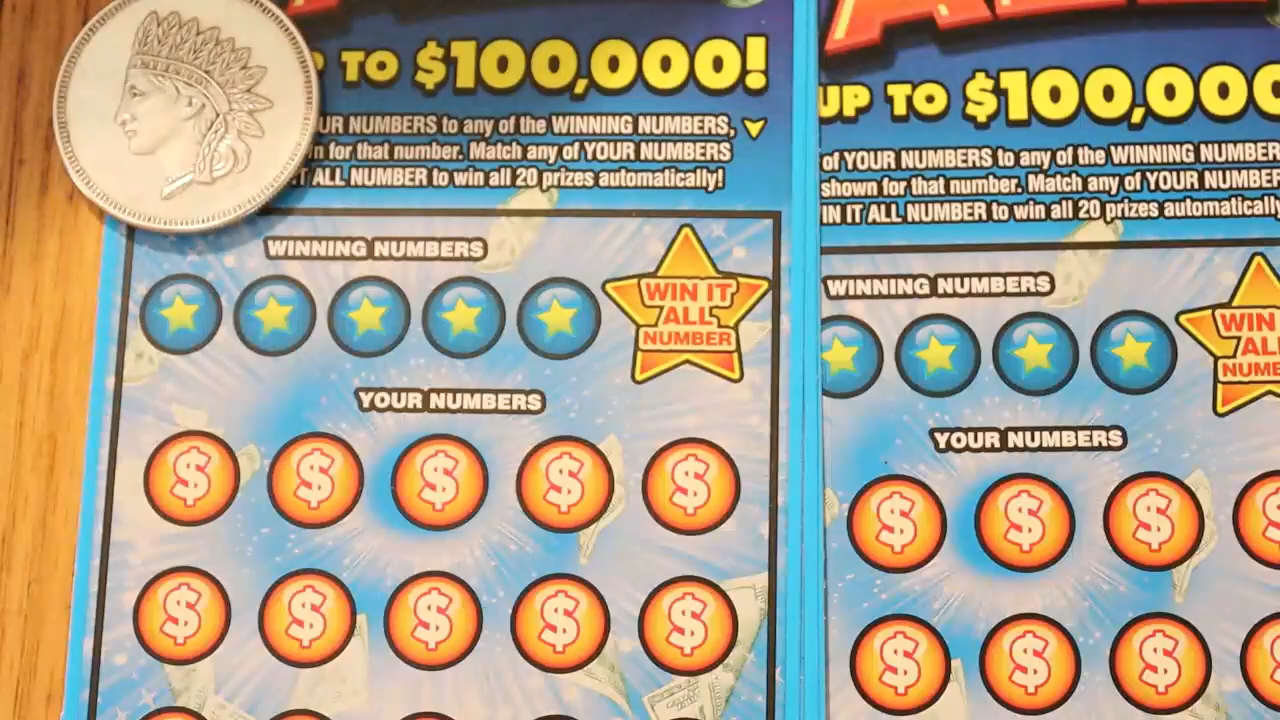 TO $100,000!
NUMBERS to any of the WINNING NUMBERS,
for that number. Match any of YOUR NUMBERS
ALL NUMBER to win all 20 prizes automatically!
WINNING NUMBERS
WIN IT
ALL
NUMBER
YOUR NUMBERS
$ $ $ $ $
$ $ $ $ $
UP TO $100,000
of YOUR NUMBERS to any of the WINNING NUMBER
shown for that number. Match any of YOUR NUMBER
IN IT ALL NUMBER to win all 20 prizes automatically
WINNING NUMBERS
WIN
AL
NUMBE
YOUR NUMBERS
$ $ $ $
$ $ $ $